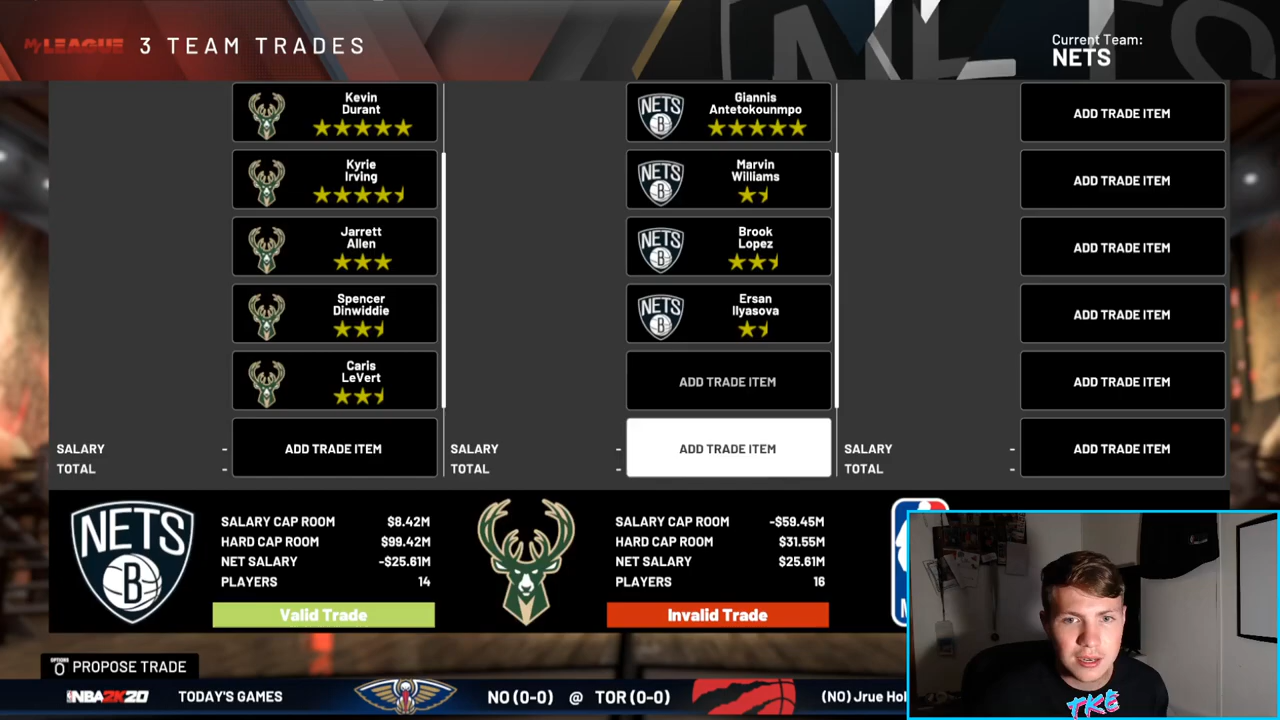 MyLEAGUE 3 TEAM TRADES
Current Team:
NETS
Kevin
Durant
NETS
B
Giannis
Antetokounmpo
ADD TRADE ITEM
Kyrie
Irving
NETS
B
Marvin
Williams
ADD TRADE ITEM
Jarrett
Allen
NETS
B
Brook
Lopez
ADD TRADE ITEM
Spencer
Dinwiddie
NETS
B
Ersan
Ilyasova
ADD TRADE ITEM
Caris
LeVert
ADD TRADE ITEM
ADD TRADE ITEM
SALARY -
TOTAL -
ADD TRADE ITEM
SALARY -
TOTAL -
ADD TRADE ITEM
SALARY -
TOTAL -
ADD TRADE ITEM
NETS
B
SALARY CAP ROOM $8.42M
HARD CAP ROOM $99.42M
NET SALARY -$25.61M
PLAYERS 14
Valid Trade
SALARY CAP ROOM -$59.45M
HARD CAP ROOM $31.55M
NET SALARY $25.61M
PLAYERS 16
Invalid Trade
OPTIONS
PROPOSE TRADE
NBA2K20 TODAY'S GAMES NO (0-0) @ TOR (0-0) (NO) Jrue Hol
TKE